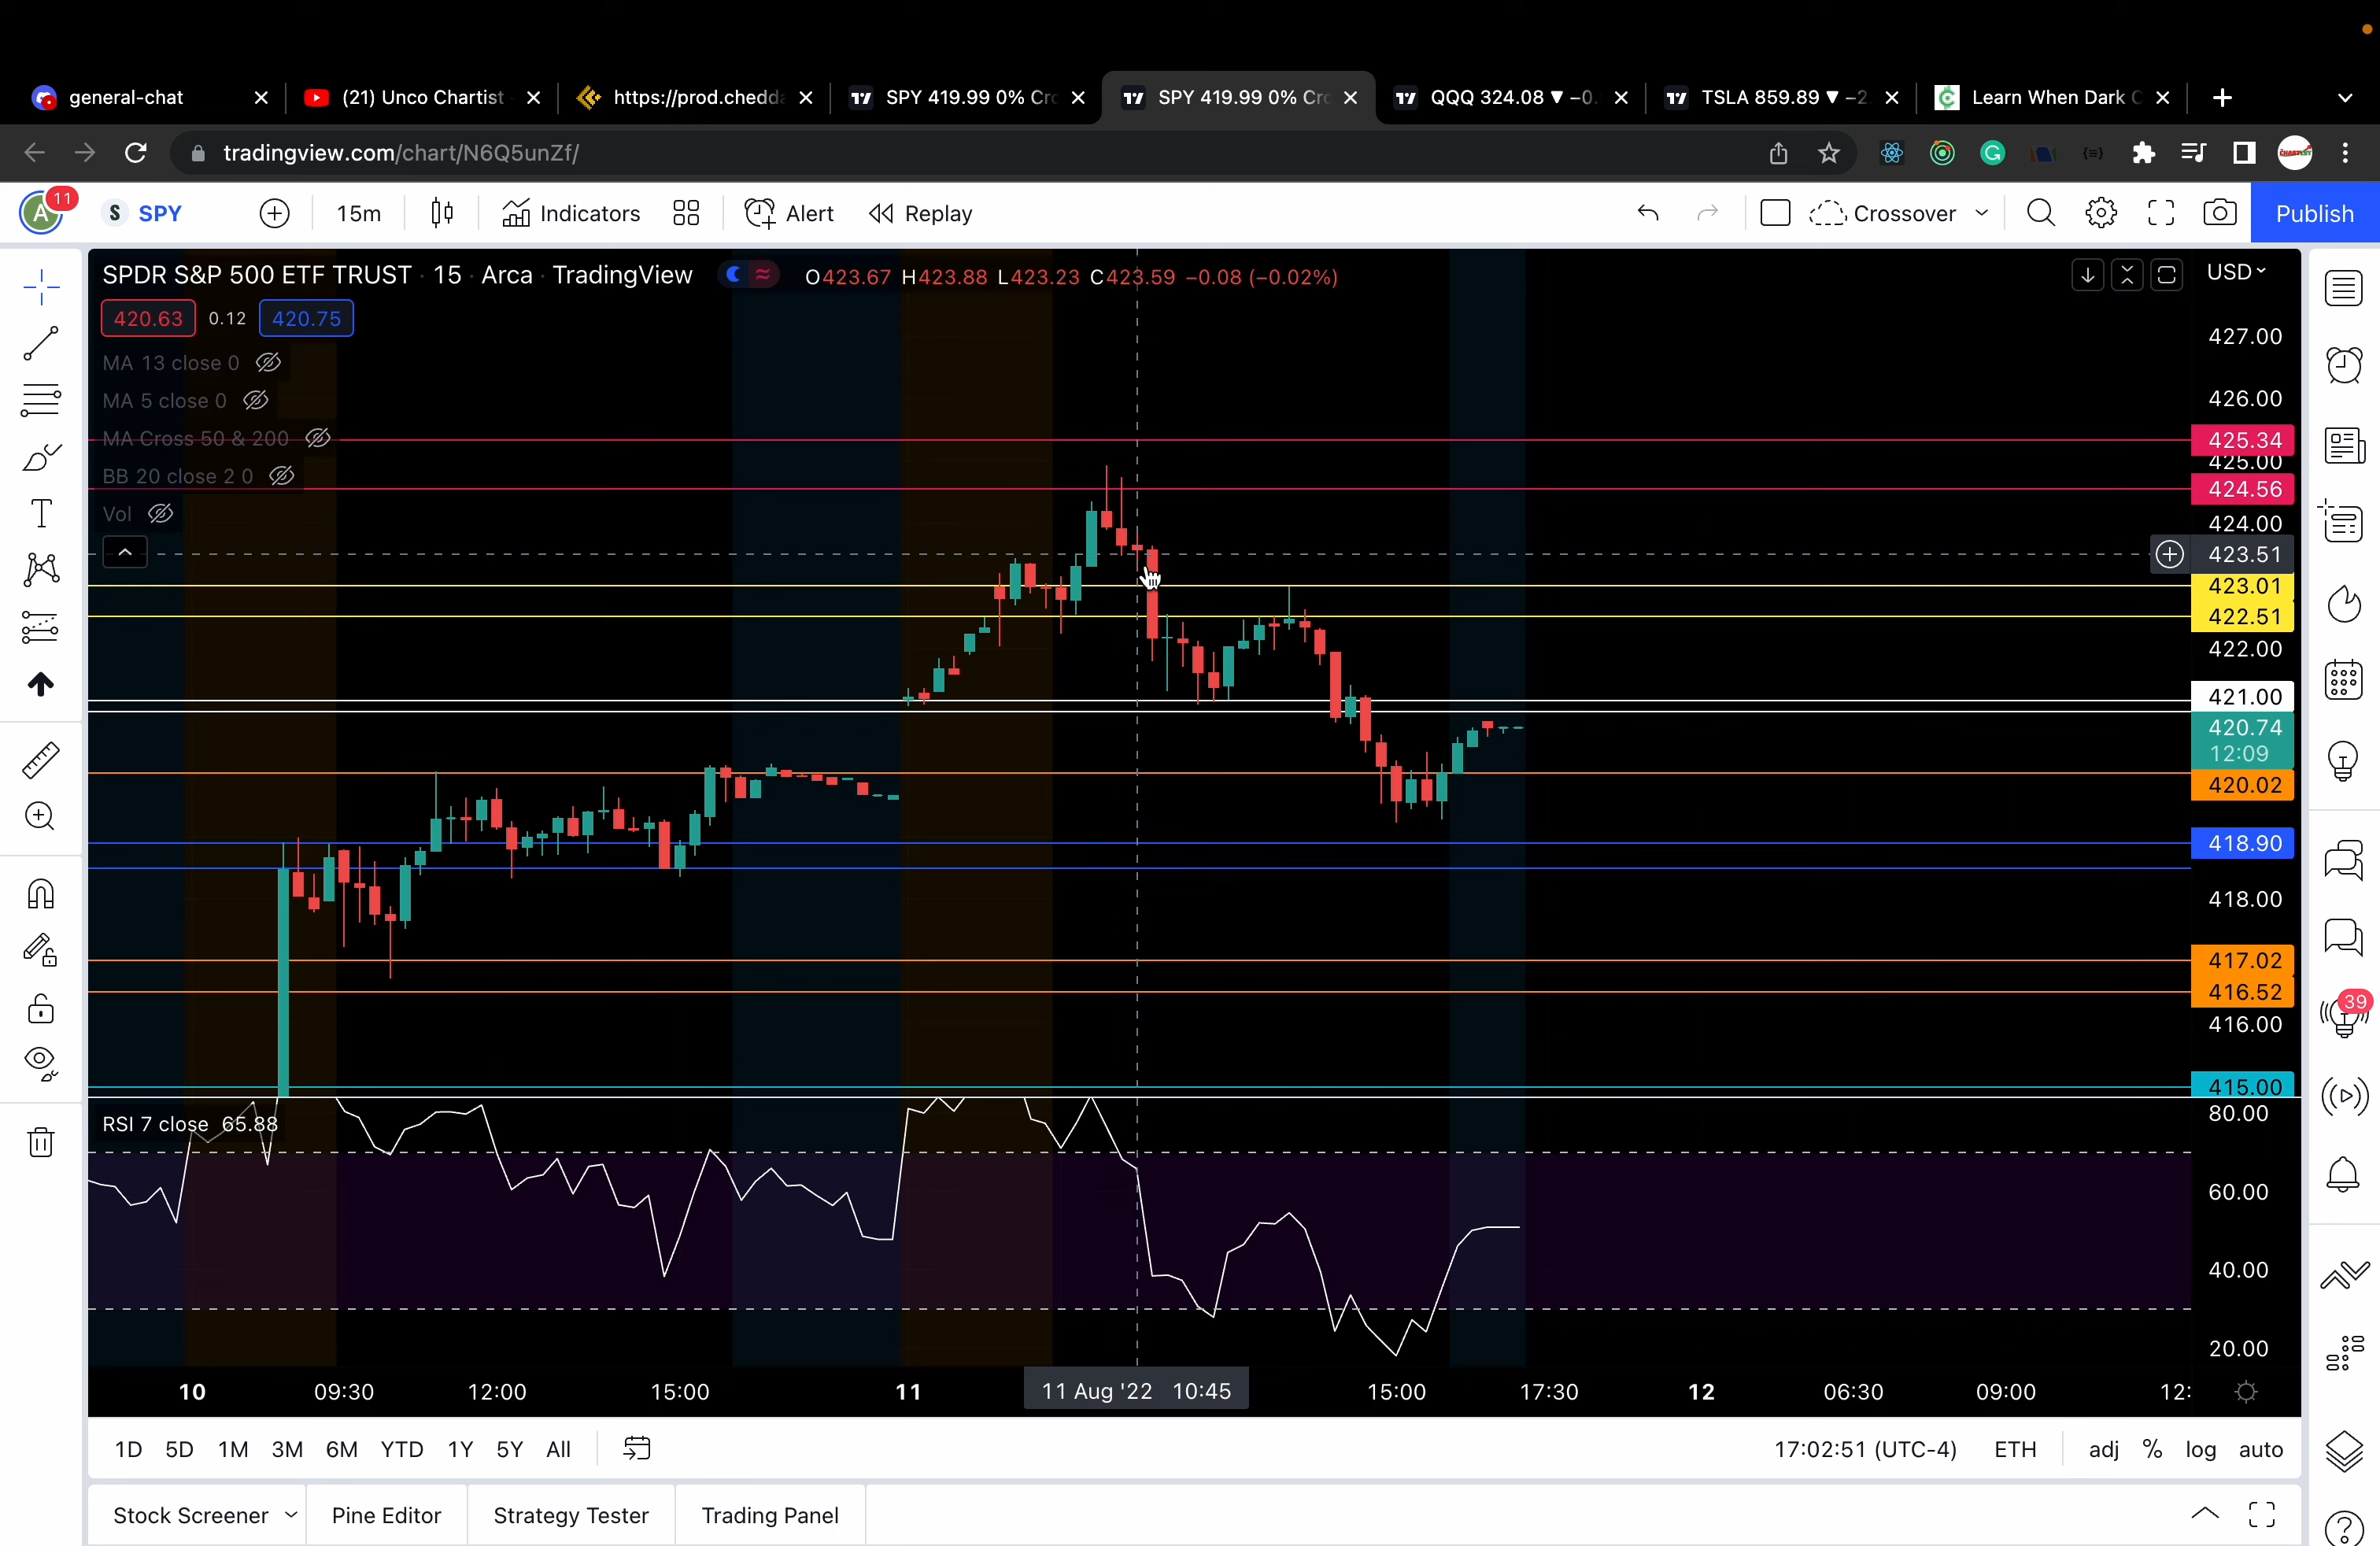 general-chat
(21) Unco Chartist
https://prod.chedda
SPY 419.99 0% Cro
SPY 419.99 0% Cro
QQQ 324.08 ▼ −0.
TSLA 859.89 ▼ −2
Learn When Dark C
tradingview.com/chart/N6Q5unZf/
A 11 S SPY 15m Indicators Alert Replay Crossover Publish
SPDR S&P 500 ETF TRUST · 15 · Arca · TradingView O423.67 H423.88 L423.23 C423.59 −0.08 (−0.02%) USD
420.63 0.12 420.75
MA 13 close 0
MA 5 close 0
MA Cross 50 & 200
BB 20 close 2 0
Vol
427.00
426.00
425.34
425.00
424.56
424.00
423.51
423.01
422.51
422.00
421.00
420.74
12:09
420.02
418.90
418.00
417.02
416.52
416.00
415.00
39
RSI 7 close 65.88
80.00
60.00
40.00
20.00
10 09:30 12:00 15:00 11 11 Aug '22 10:45 15:00 17:30 12 06:30 09:00 12:
1D 5D 1M 3M 6M YTD 1Y 5Y All 17:02:51 (UTC-4) ETH adj % log auto
Stock Screener Pine Editor Strategy Tester Trading Panel